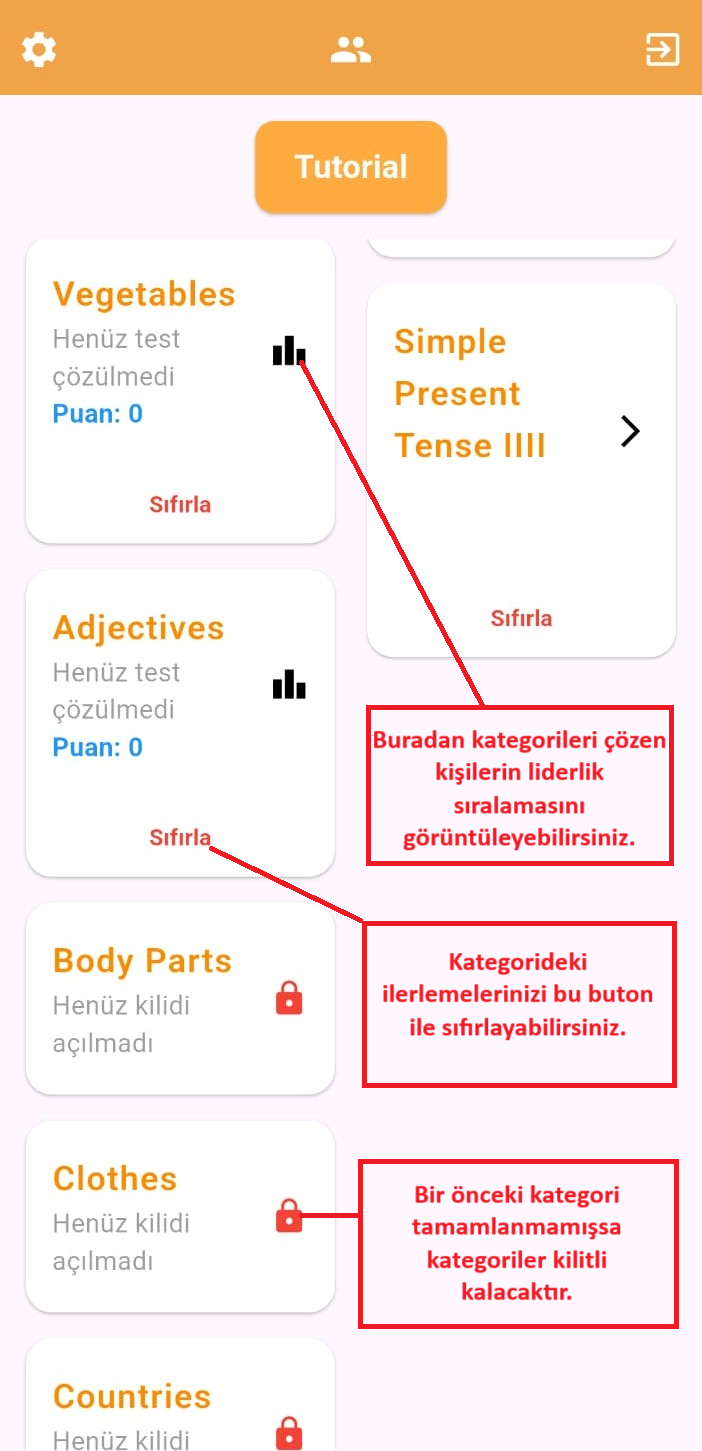 Tutorial
Vegetables
Henüz test
çözülmedi
Puan: 0
Sıfırla
Simple
Present
Tense IIII
Sıfırla
Adjectives
Henüz test
çözülmedi
Puan: 0
Sıfırla
Buradan kategorileri çözen
kişilerin liderlik
sıralamasını
görüntüleyebilirsiniz.
Body Parts
Henüz kilidi
açılmadı
Kategorideki
ilerlemelerinizi bu buton
ile sıfırlayabilirsiniz.
Clothes
Henüz kilidi
açılmadı
Bir önceki kategori
tamamlanmamışsa
kategoriler kilitli
kalacaktır.
Countries
Henüz kilidi